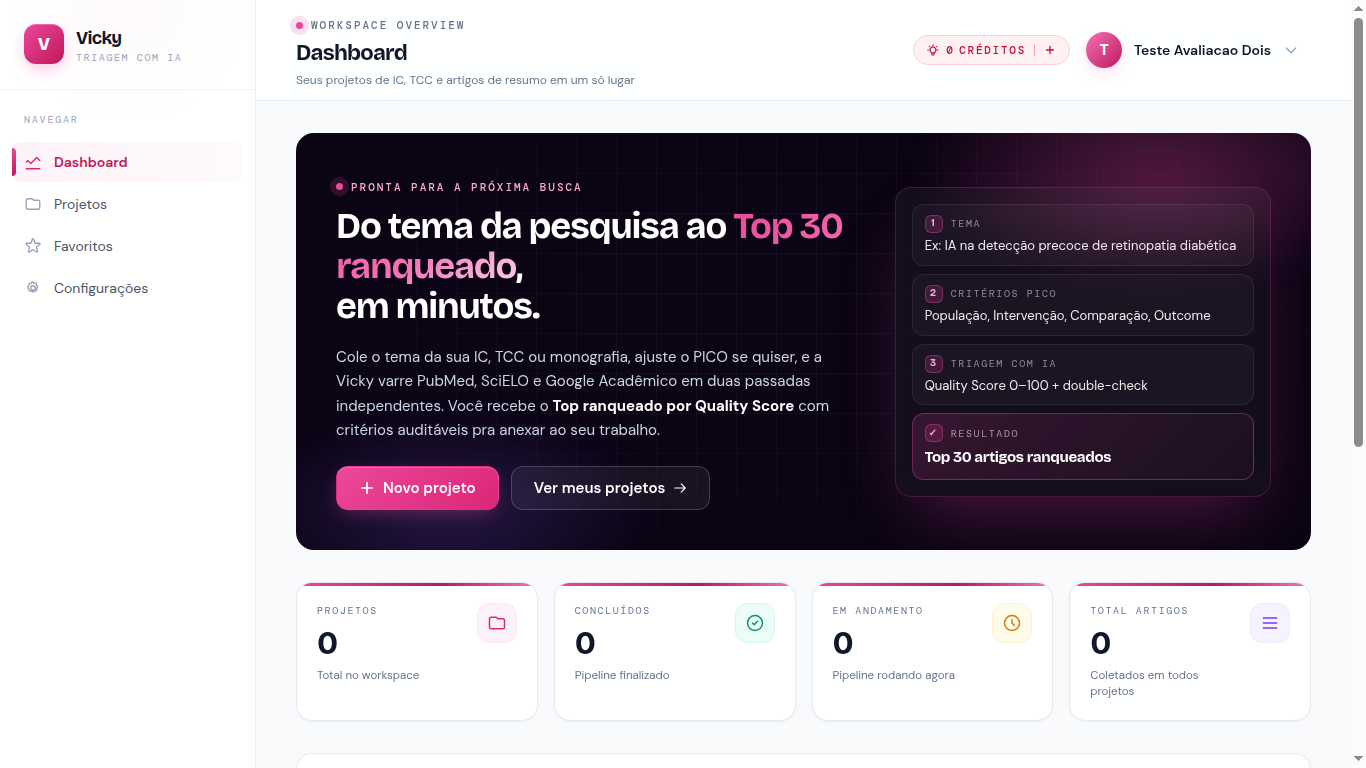 V
Vicky
TRIAGEM COM IA
NAVEGAR
Dashboard
Projetos
Favoritos
Configurações
WORKSPACE OVERVIEW
Dashboard
Seus projetos de IC, TCC e artigos de resumo em um só lugar
0 CRÉDITOS
T
Teste Avaliacao Dois
PRONTA PARA A PRÓXIMA BUSCA
Do tema da pesquisa ao Top 30
ranqueado,
em minutos.
Cole o tema da sua IC, TCC ou monografia, ajuste o PICO se quiser, e a
Vicky varre PubMed, SciELO e Google Acadêmico em duas passadas
independentes. Você recebe o Top ranqueado por Quality Score com
critérios auditáveis pra anexar ao seu trabalho.
Novo projeto
Ver meus projetos →
1 TEMA
Ex: IA na detecção precoce de retinopatia diabética
2 CRITÉRIOS PICO
População, Intervenção, Comparação, Outcome
3 TRIAGEM COM IA
Quality Score 0–100 + double-check
✓ RESULTADO
Top 30 artigos ranqueados
PROJETOS
0
Total no workspace
CONCLUÍDOS
0
Pipeline finalizado
EM ANDAMENTO
0
Pipeline rodando agora
TOTAL ARTIGOS
0
Coletados em todos
projetos